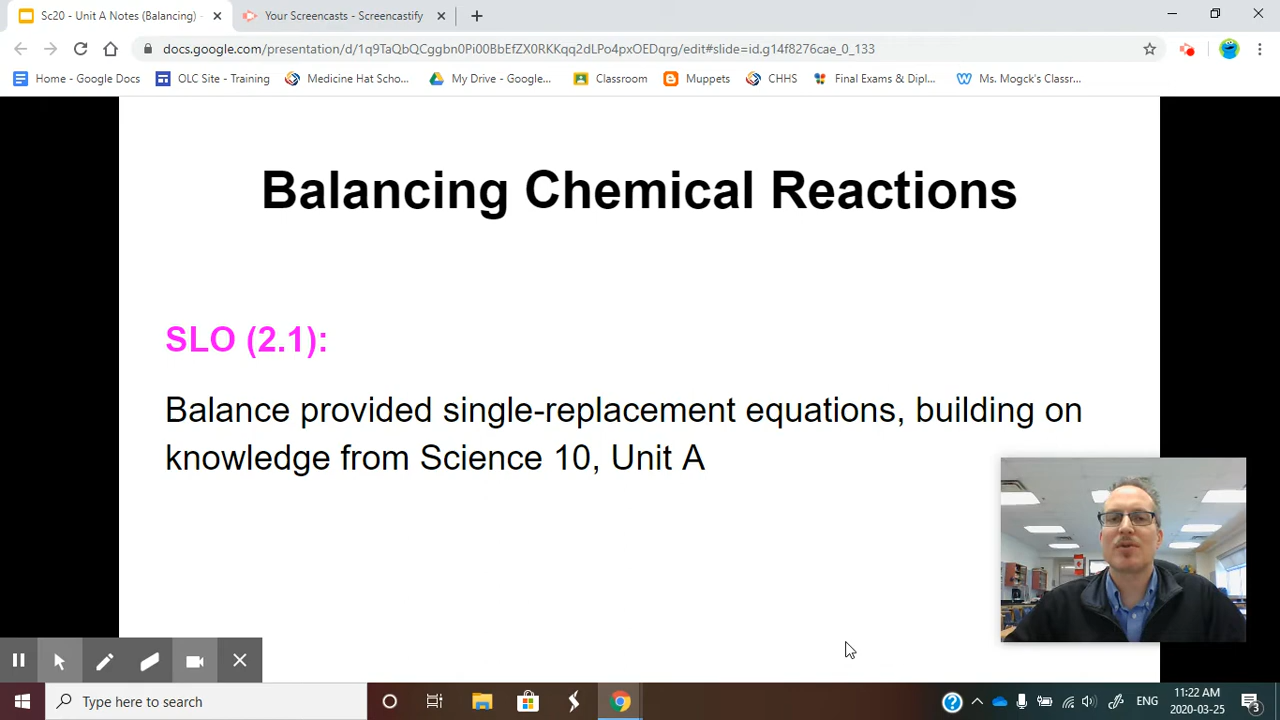 Sc20 - Unit A Notes (Balancing) -
Your Screencasts - Screencastify
docs.google.com/presentation/d/1q9TaQbQCggbn0Pi00BbEfZX0RKKqq2dLPo4pxOEDqrg/edit#slide=id.g14f8276cae_0_133
Home - Google Docs
OLC Site - Training
Medicine Hat Scho...
My Drive - Google...
Classroom
Muppets
CHHS
Final Exams & Dipl...
Ms. Mogck's Classr...
Balancing Chemical Reactions
SLO (2.1):
Balance provided single-replacement equations, building on
knowledge from Science 10, Unit A
Type here to search
ENG
11:22 AM
2020-03-25
3